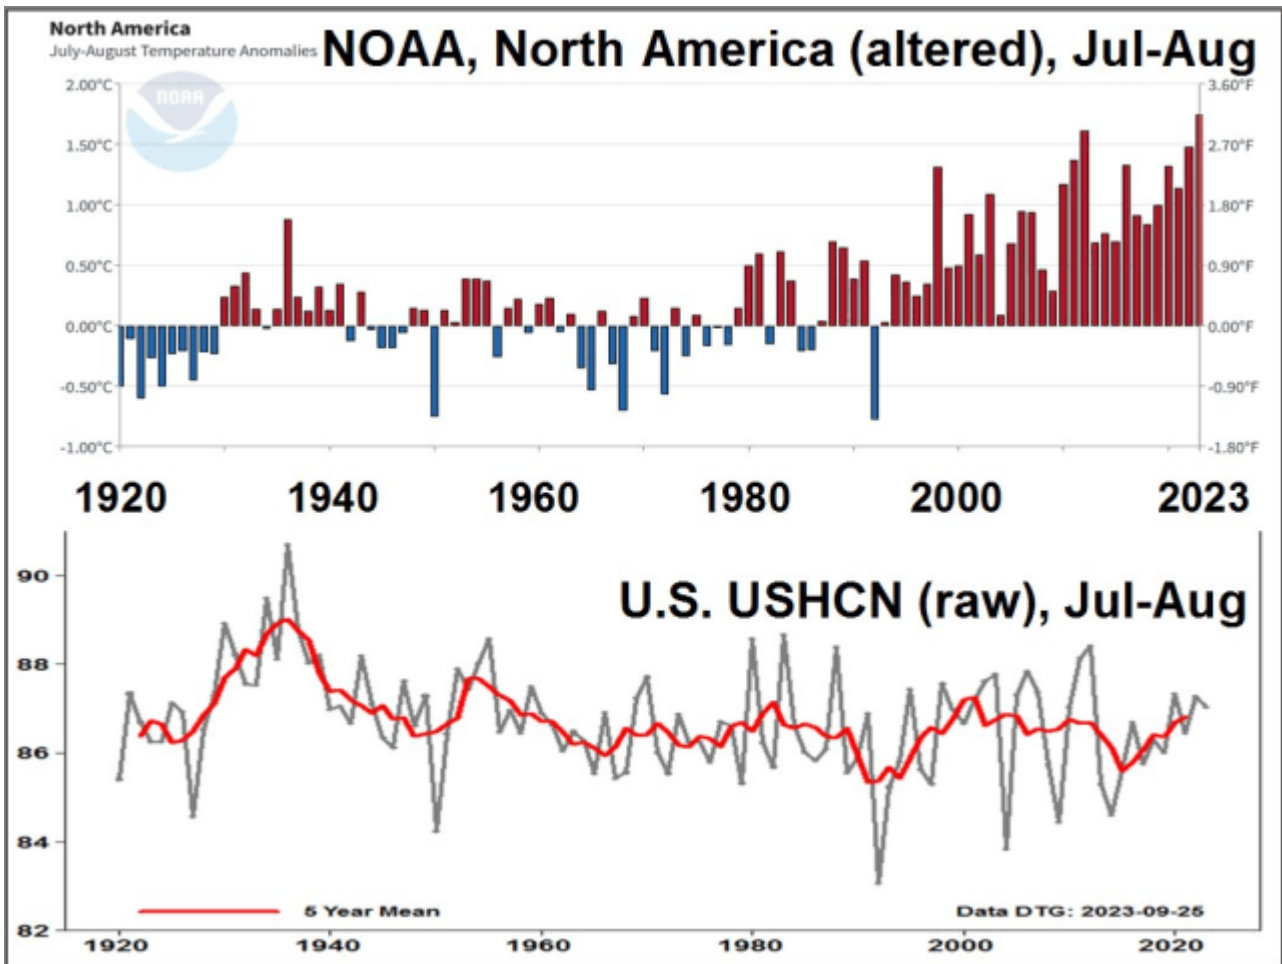 North America
July-August Temperature Anomalies
NOAA, North America (altered), Jul-Aug
NOAA
2.00°C 3.60°F
1.50°C 2.70°F
1.00°C 1.80°F
0.50°C 0.90°F
0.00°C 0.00°F
-0.50°C -0.90°F
-1.00°C -1.80°F
1920 1940 1960 1980 2000 2023
U.S. USHCN (raw), Jul-Aug
90
88
86
84
82
5 Year Mean Data DTG: 2023-09-25
1920 1940 1960 1980 2000 2020